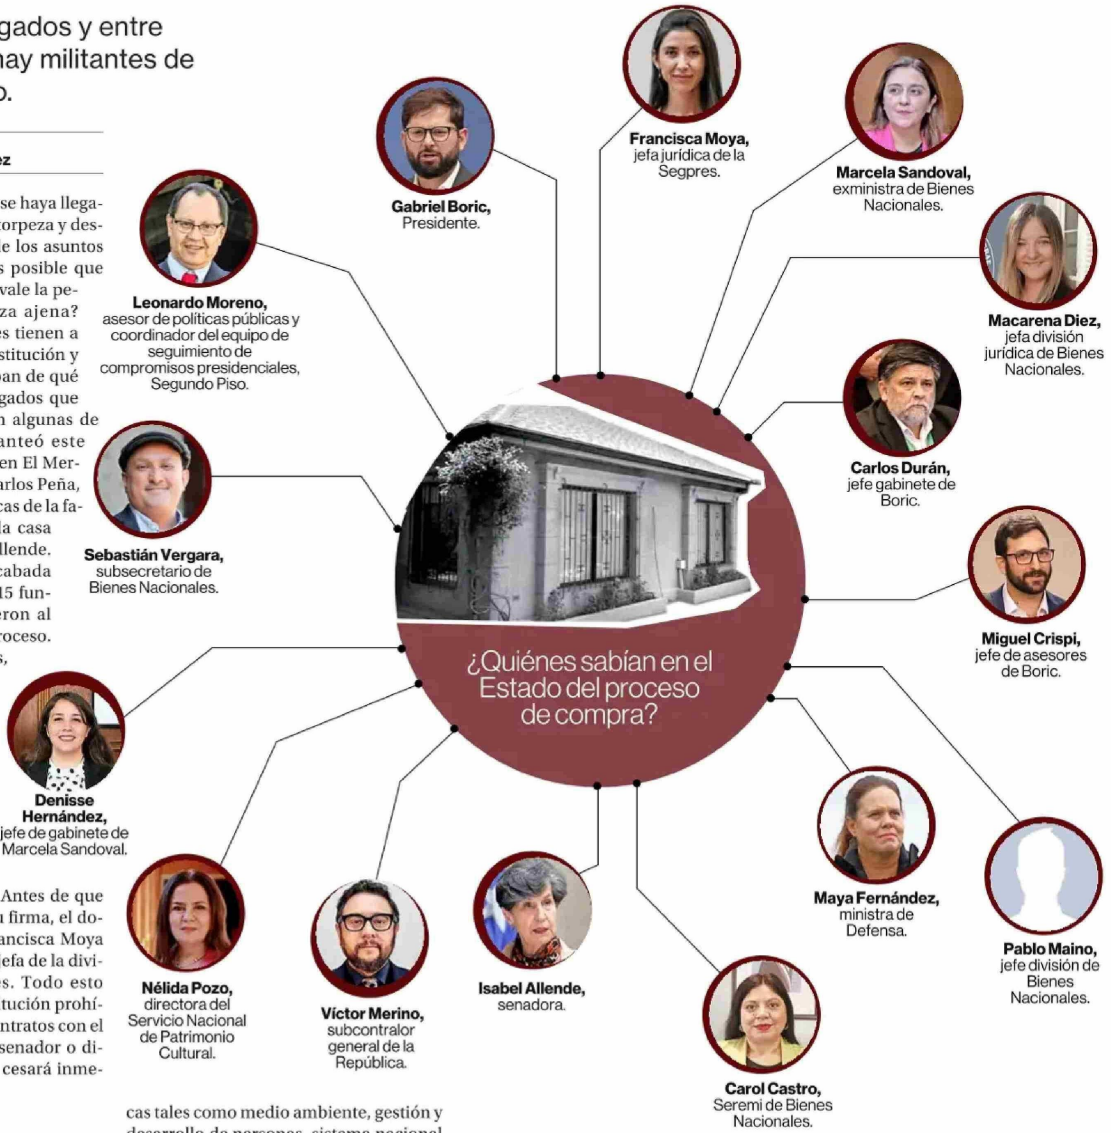 gados y entre
hay militantes de
o.
ez
se haya llega-
torpeza y des-
de los asuntos
s posible que
vale la pe-
za ajena?
es tienen a
stitución y
pan de qué
gados que
n algunas de
anteó este
en El Mer-
arlos Peña,
cas de la fa-
la casa
llende.
cabada
15 fun-
eron al
roceso.
s,
Antes de que
u firma, el do-
ancisca Moya
jefa de la divi-
es. Todo esto
itución prohí-
ontratos con el
senador o di-
cesará inme-
Gabriel Boric,
Presidente.
Francisca Moya,
jefa jurídica de la
Segpres.
Marcela Sandoval,
exministra de Bienes
Nacionales.
Macarena Diez,
jefa división
jurídica de Bienes
Nacionales.
Carlos Durán,
jefe gabinete de
Boric.
Miguel Crispi,
jefe de asesores
de Boric.
Pablo Maino,
jefe división de
Bienes
Nacionales.
Maya Fernández,
ministra de
Defensa.
Carol Castro,
Seremi de Bienes
Nacionales.
Isabel Allende,
senadora.
Víctor Merino,
subcontralor
general de la
República.
Nélida Pozo,
directora del
Servicio Nacional
de Patrimonio
Cultural.
Denisse
Hernández,
jefe de gabinete de
Marcela Sandoval.
Sebastián Vergara,
subsecretario de
Bienes Nacionales.
Leonardo Moreno,
asesor de políticas públicas y
coordinador del equipo de
seguimiento de
compromisos presidenciales,
Segundo Piso.
¿Quiénes sabían en el
Estado del proceso
de compra?
cas tales como medio ambiente, gestión y
desarrollo de personas, sistema nacional